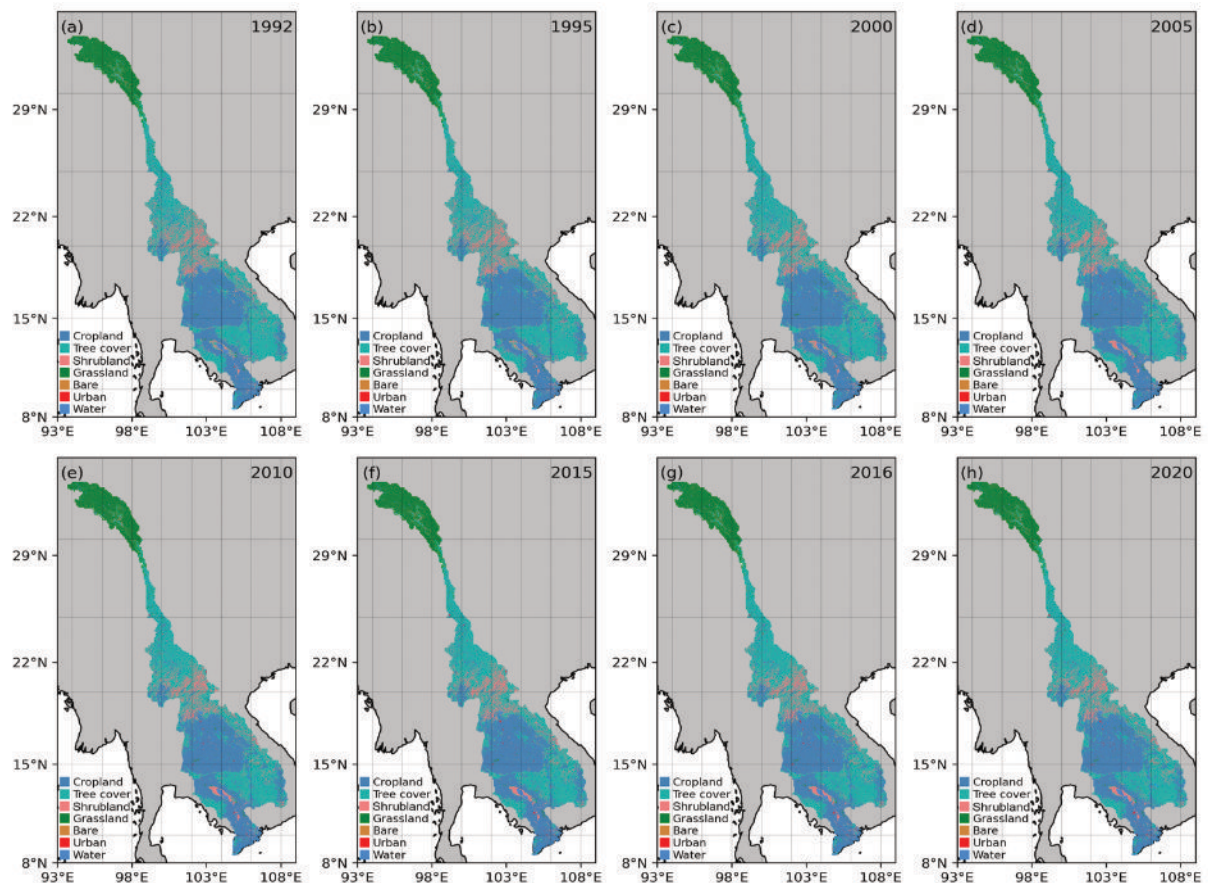 (a) 1992 (b) 1995 (c) 2000 (d) 2005
29°N 29°N 29°N 29°N
22°N 22°N 22°N 22°N
15°N 15°N 15°N 15°N
Cropland Cropland Cropland Cropland
Tree cover Tree cover Tree cover Tree cover
Shrubland Shrubland Shrubland Shrubland
Grassland Grassland Grassland Grassland
Bare Bare Bare Bare
Urban Urban Urban Urban
8°N Water 8°N Water 8°N Water 8°N Water
93°E 98°E 103°E 108°E 93°E 98°E 103°E 108°E 93°E 98°E 103°E 108°E 93°E 98°E 103°E 108°E
(e) 2010 (f) 2015 (g) 2016 (h) 2020
29°N 29°N 29°N 29°N
22°N 22°N 22°N 22°N
15°N 15°N 15°N 15°N
Cropland Cropland Cropland Cropland
Tree cover Tree cover Tree cover Tree cover
Shrubland Shrubland Shrubland Shrubland
Grassland Grassland Grassland Grassland
Bare Bare Bare Bare
Urban Urban Urban Urban
8°N Water 8°N Water 8°N Water 8°N Water
93°E 98°E 103°E 108°E 93°E 98°E 103°E 108°E 93°E 98°E 103°E 108°E 93°E 98°E 103°E 108°E